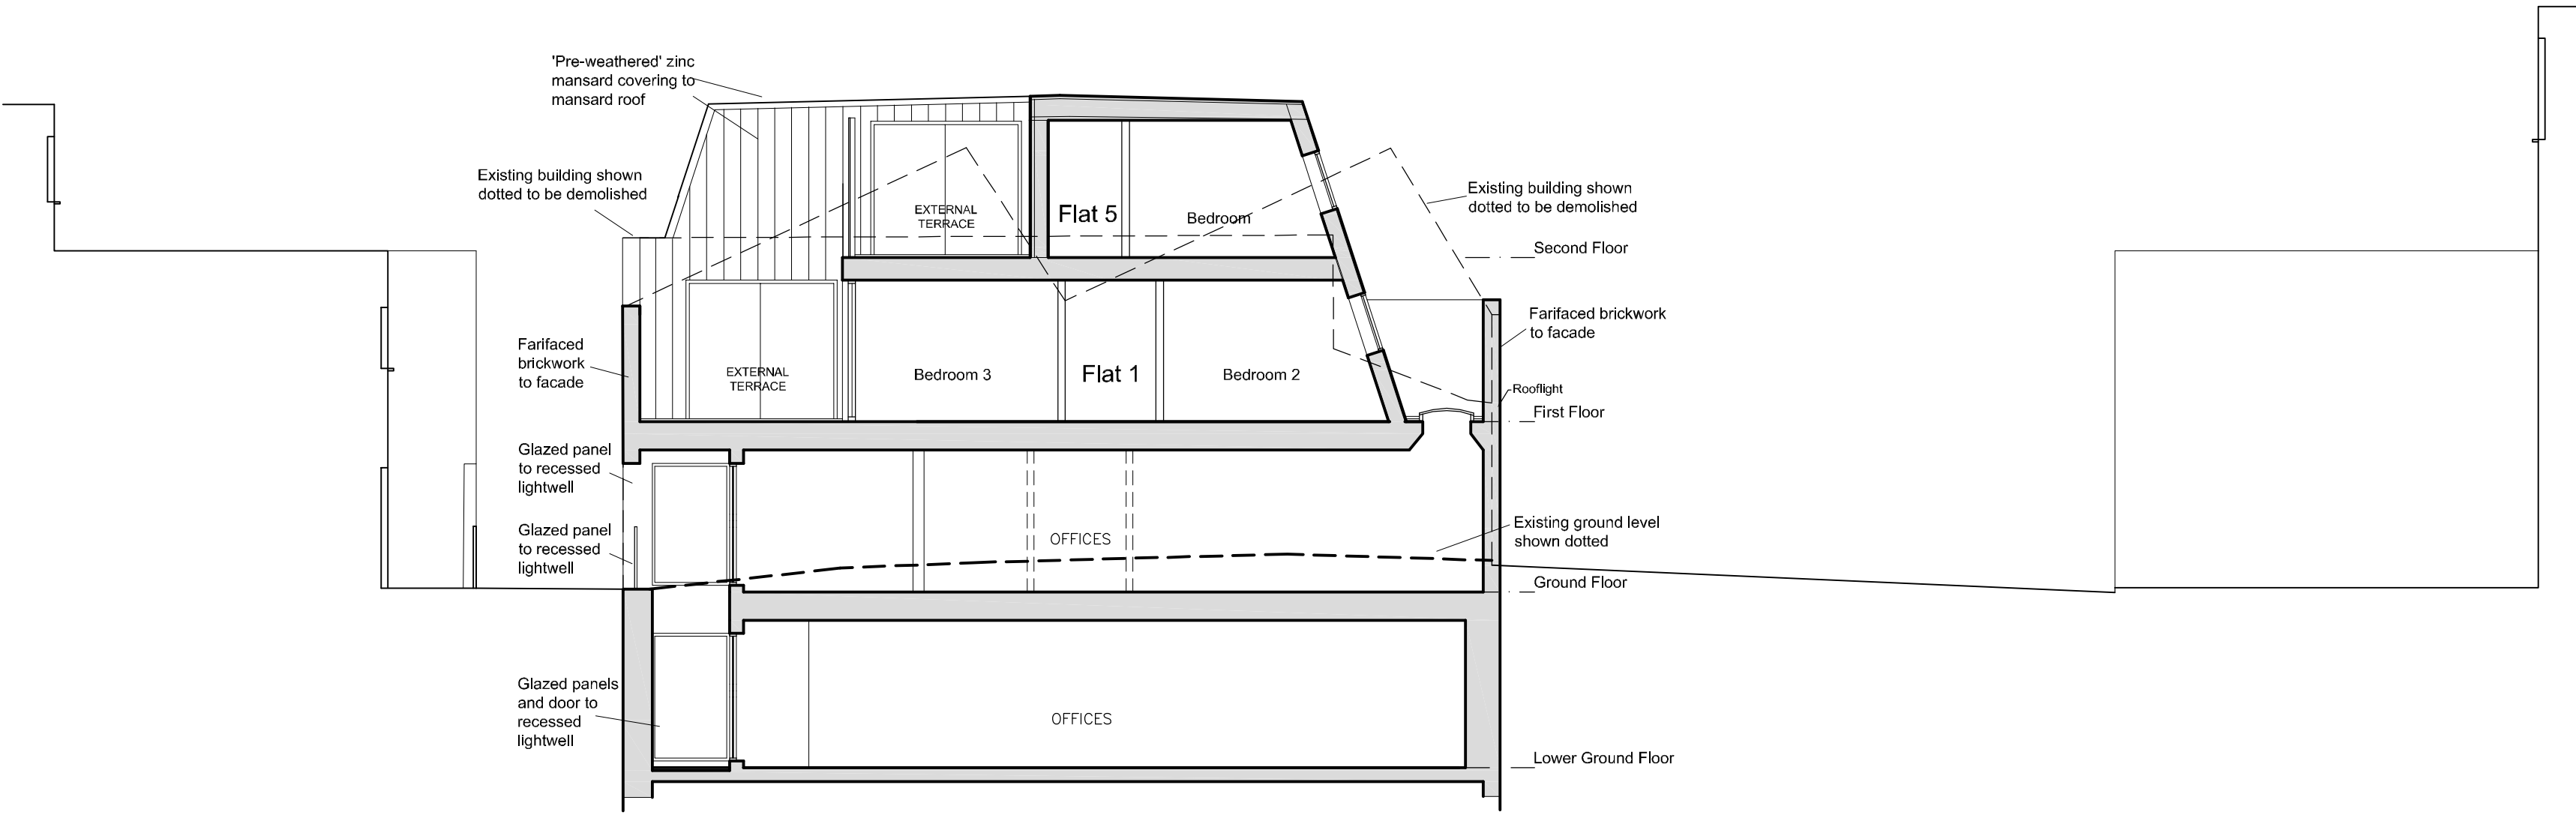 'Pre-weathered' zinc
mansard covering to
mansard roof
Existing building shown
dotted to be demolished
EXTERNAL
TERRACE
Flat 5
Bedroom
Existing building shown
dotted to be demolished
Second Floor
Farifaced
brickwork
to facade
EXTERNAL
TERRACE
Bedroom 3
Flat 1
Bedroom 2
Farifaced brickwork
to facade
Rooflight
First Floor
Glazed panel
to recessed
lightwell
Glazed panel
to recessed
lightwell
OFFICES
Existing ground level
shown dotted
Ground Floor
Glazed panels
and door to
recessed
lightwell
OFFICES
Lower Ground Floor